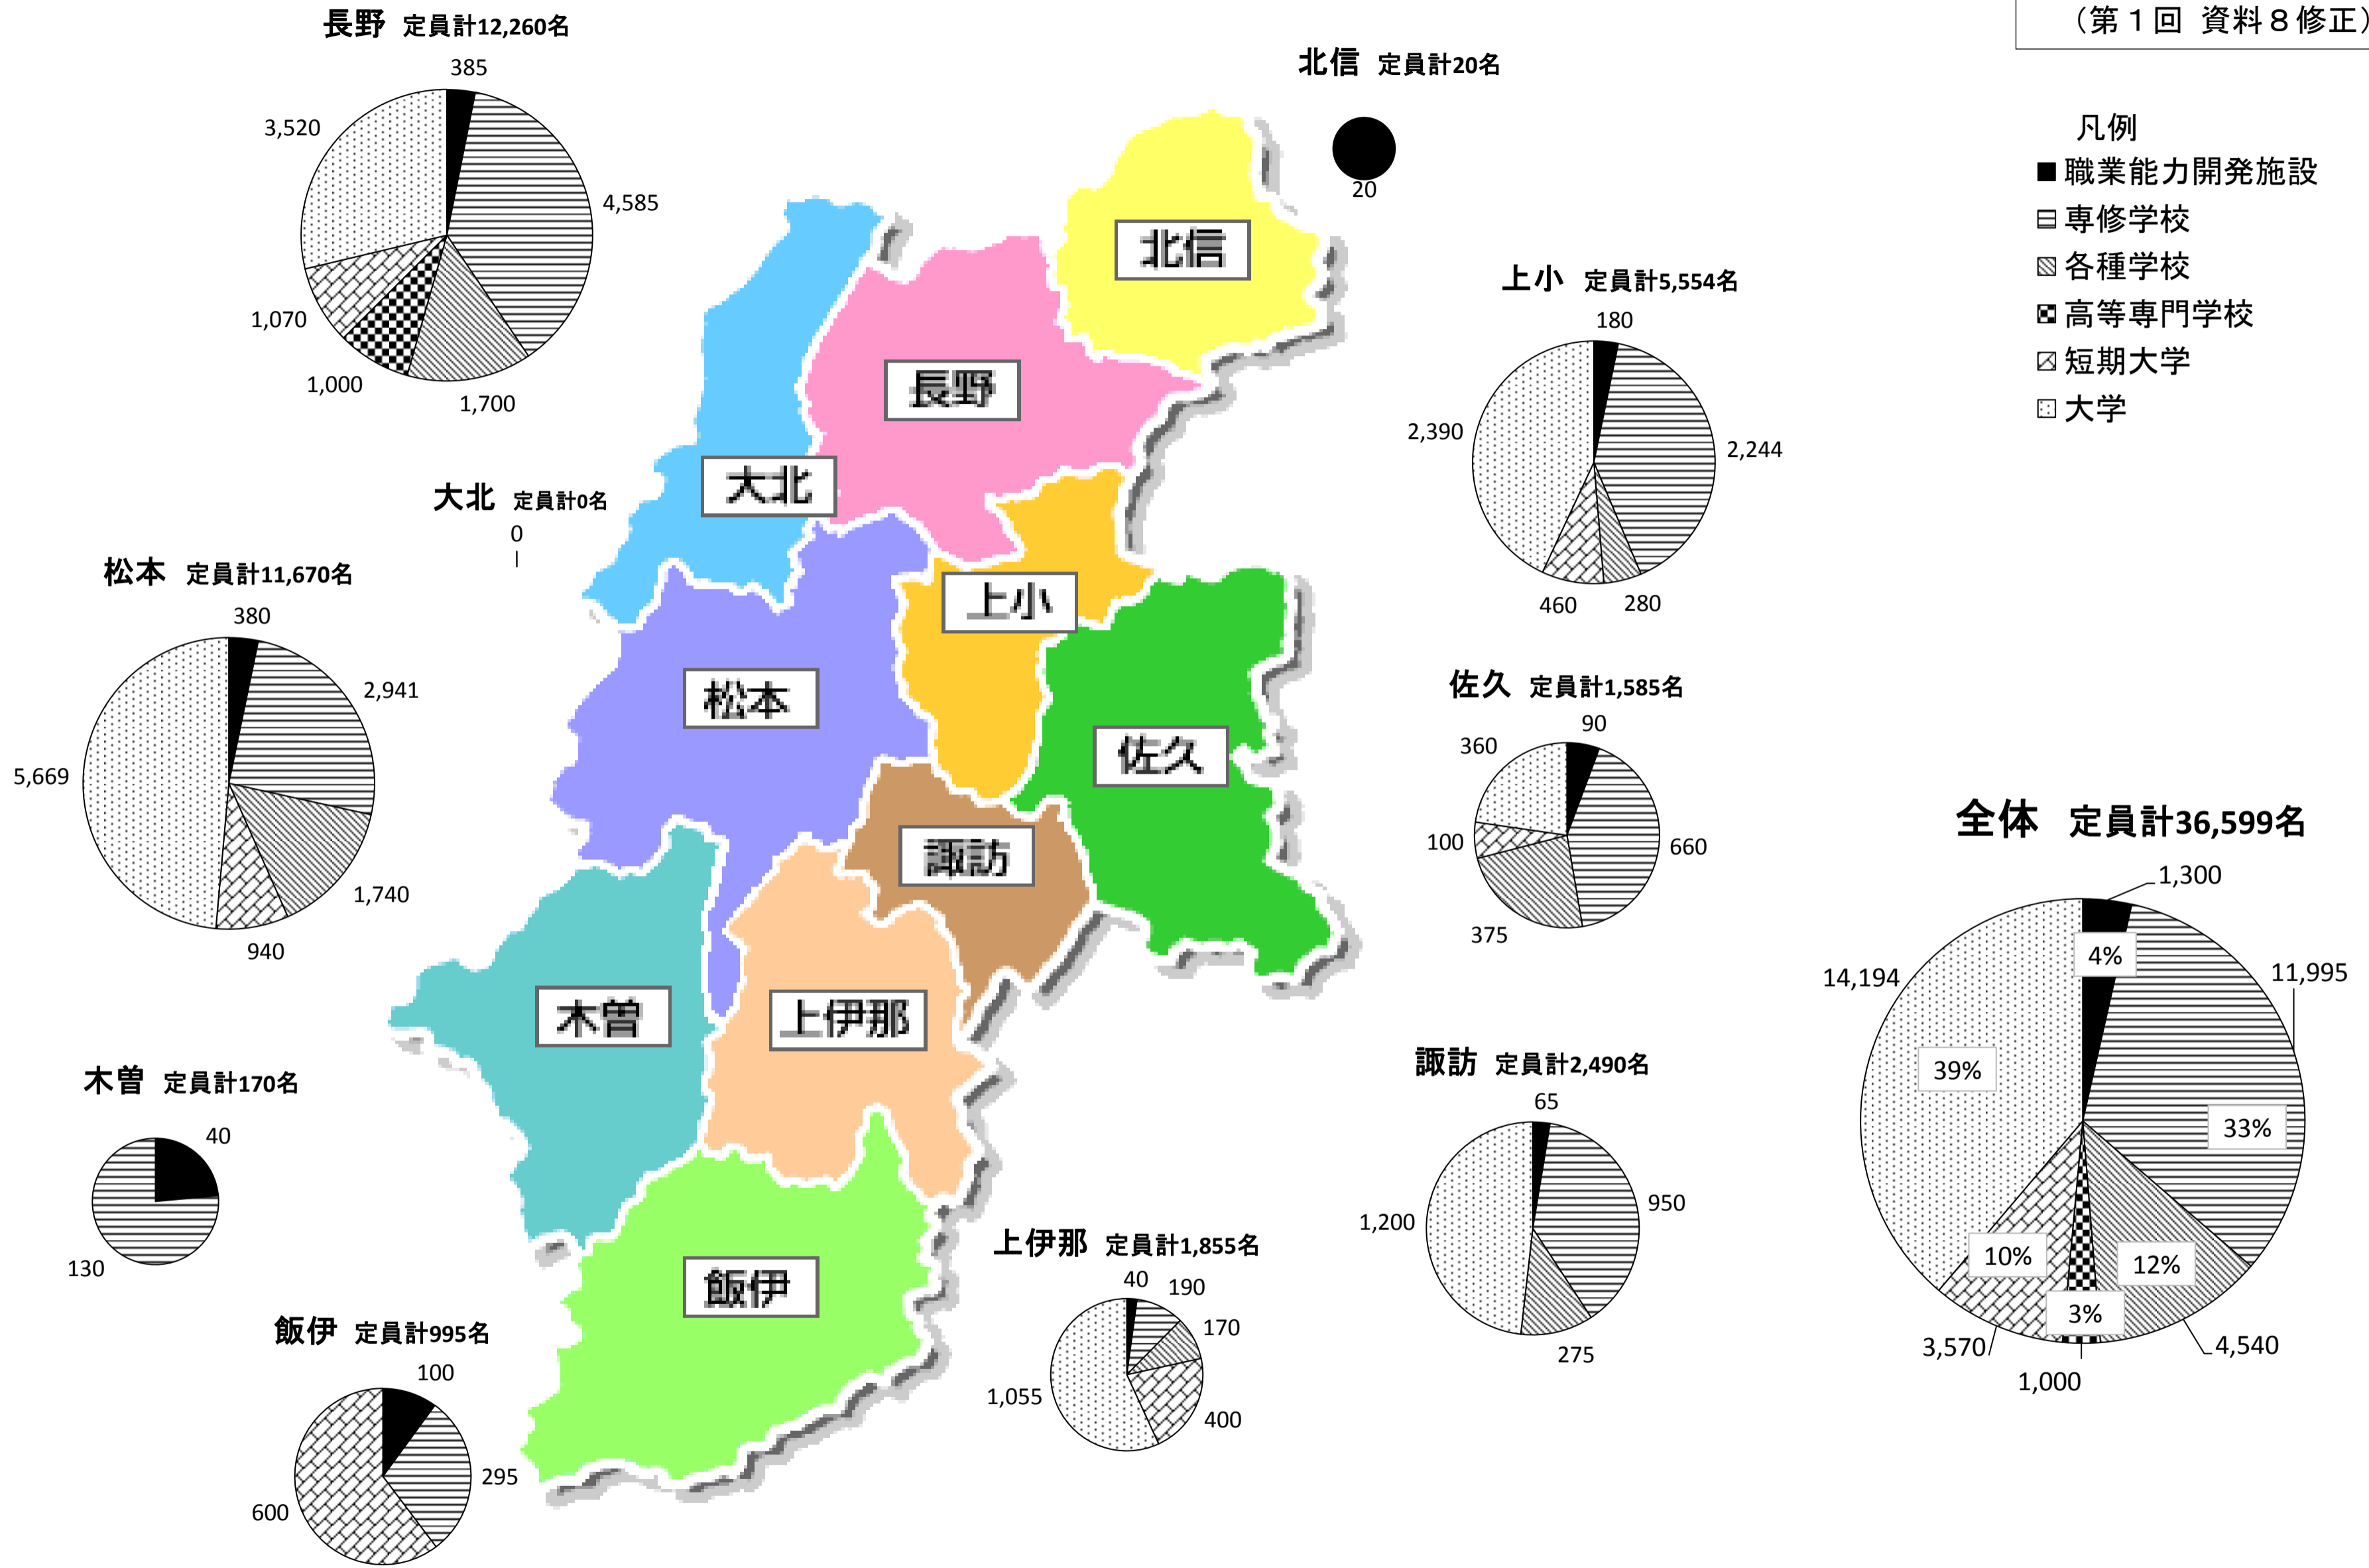 （第１回 資料８修正）
長野 定員計12,260名
385
4,585
1,700
1,000
1,070
3,520
北信 定員計20名
20
凡例
職業能力開発施設
専修学校
各種学校
高等専門学校
短期大学
大学
上小 定員計5,554名
180
2,244
280
460
2,390
大北 定員計0名
0
松本 定員計11,670名
380
2,941
1,740
940
5,669
佐久 定員計1,585名
90
660
375
100
360
全体 定員計36,599名
1,300
11,995
4,540
1,000
3,570
14,194
4%
33%
12%
3%
10%
39%
木曽 定員計170名
40
130
諏訪 定員計2,490名
65
950
275
1,200
上伊那 定員計1,855名
40
190
170
400
1,055
飯伊 定員計995名
100
295
600
北信
長野
大北
上小
松本
佐久
諏訪
木曽
上伊那
飯伊